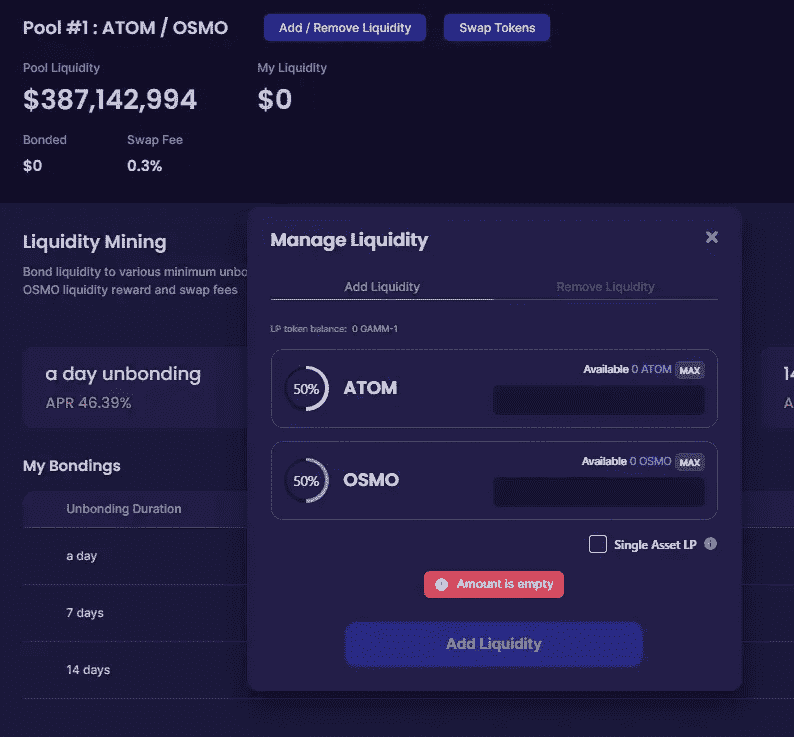 Pool #1 : ATOM / OSMO
Add / Remove Liquidity
Swap Tokens
Pool Liquidity
My Liquidity
$387,142,994
$0
Bonded
Swap Fee
$0
0.3%
Liquidity Mining
Bond liquidity to various minimum unbo
OSMO liquidity reward and swap fees
a day unbonding
APR 46.39%
My Bondings
Unbonding Duration
a day
7 days
14 days
Manage Liquidity
Add Liquidity
Remove Liquidity
LP token balance: 0 GAMM-1
50%
ATOM
Available 0 ATOM
MAX
50%
OSMO
Available 0 OSMO
MAX
Single Asset LP
Amount is empty
Add Liquidity